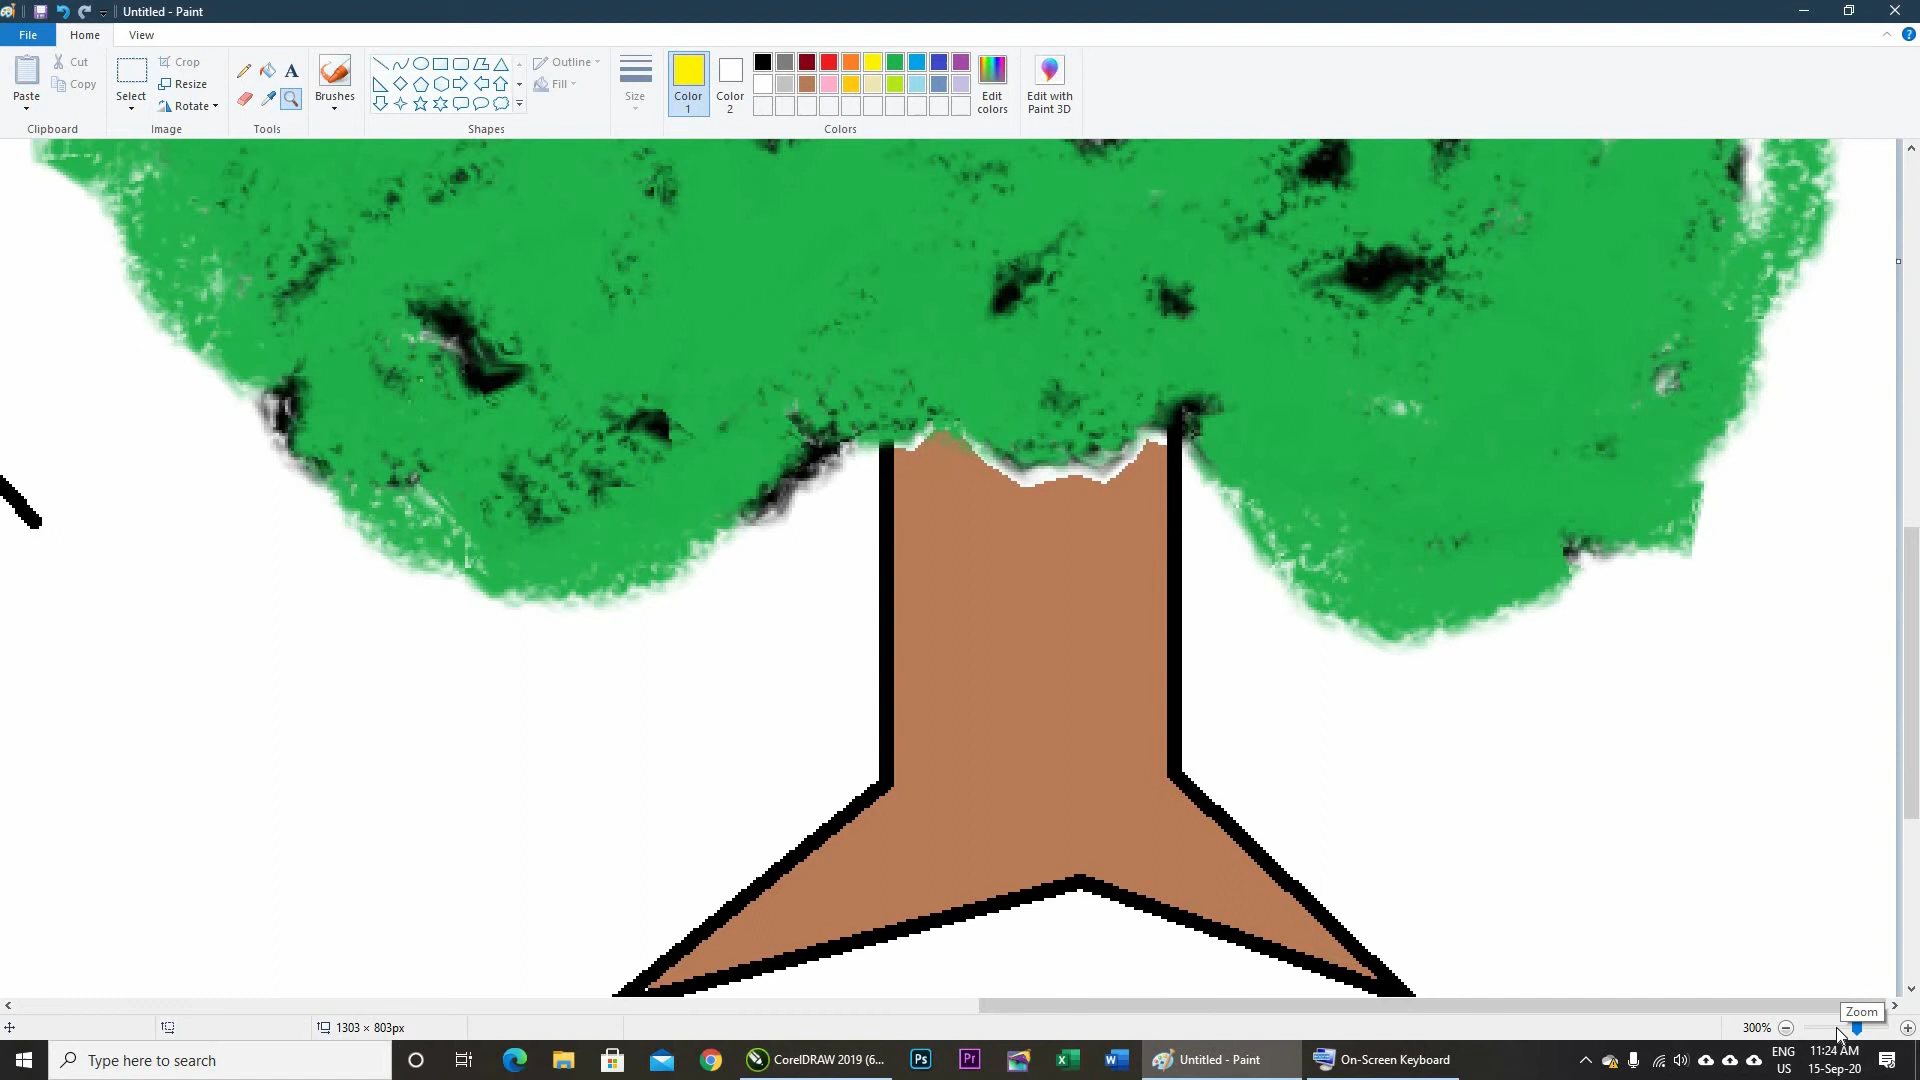 Untitled - Paint
File Home View
Paste Cut Copy
Clipboard
Select Crop Resize Rotate
Image
A
Tools
Brushes
Outline Fill
Shapes
Size
Color 1
Color 2
Edit colors
Colors
Edit with Paint 3D
Zoom
1303 × 803px
300%
Type here to search
CorelDRAW 2019 (6...
Ps
Pr
Untitled - Paint
On-Screen Keyboard
ENG
US
11:24 AM
15-Sep-20